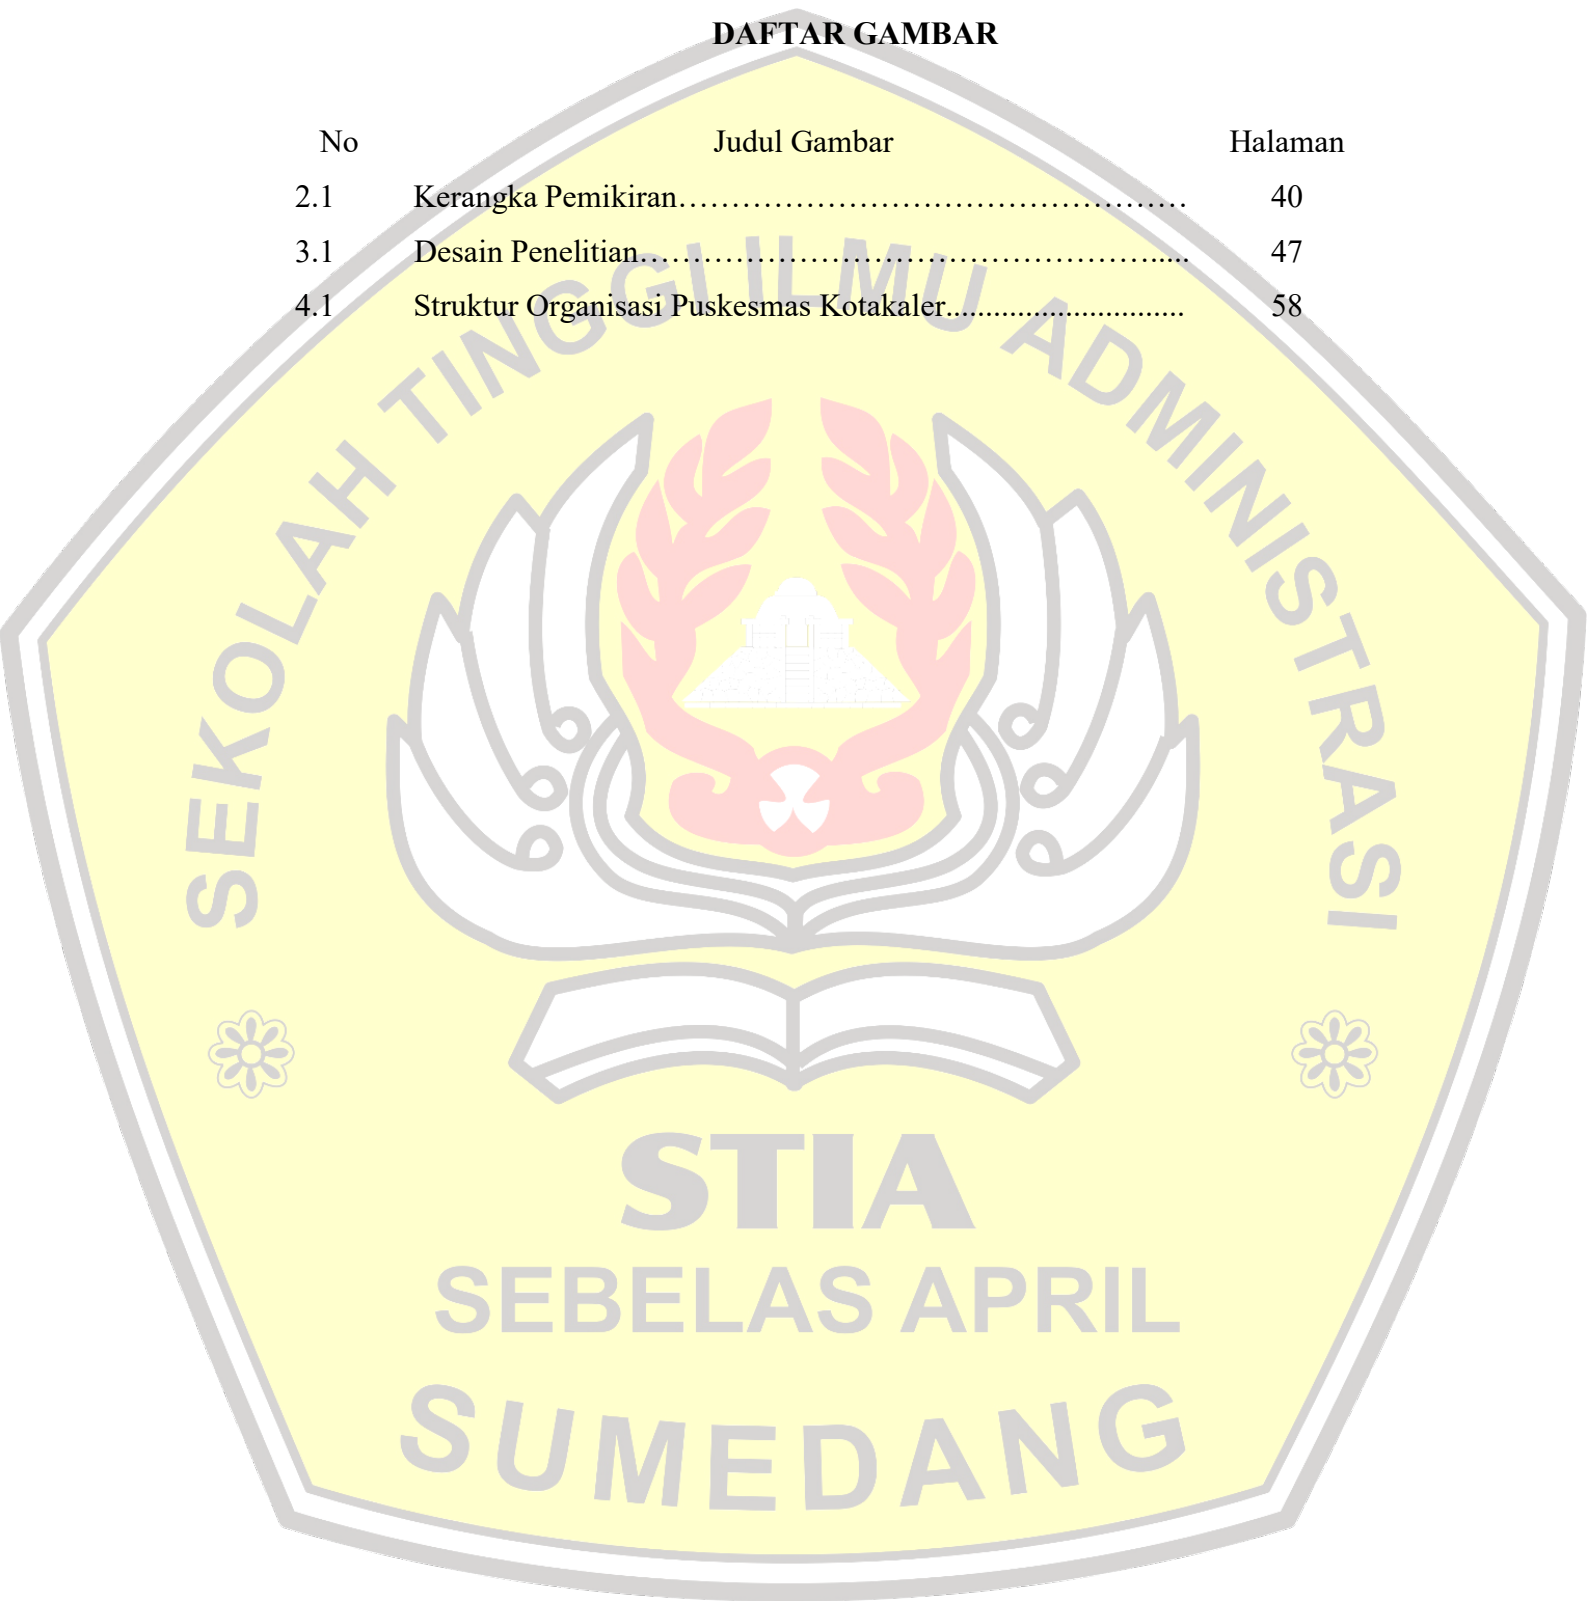 DAFTAR GAMBAR
No Judul Gambar Halaman
2.1 Kerangka Pemikiran………………………………………… 40
3.1 Desain Penelitian…………………………………………..... 47
4.1 Struktur Organisasi Puskesmas Kotakaler.............................. 58
SEKOLAH TINGGI ILMU ADMINISTRASI
STIA
SEBELAS APRIL
SUMEDANG